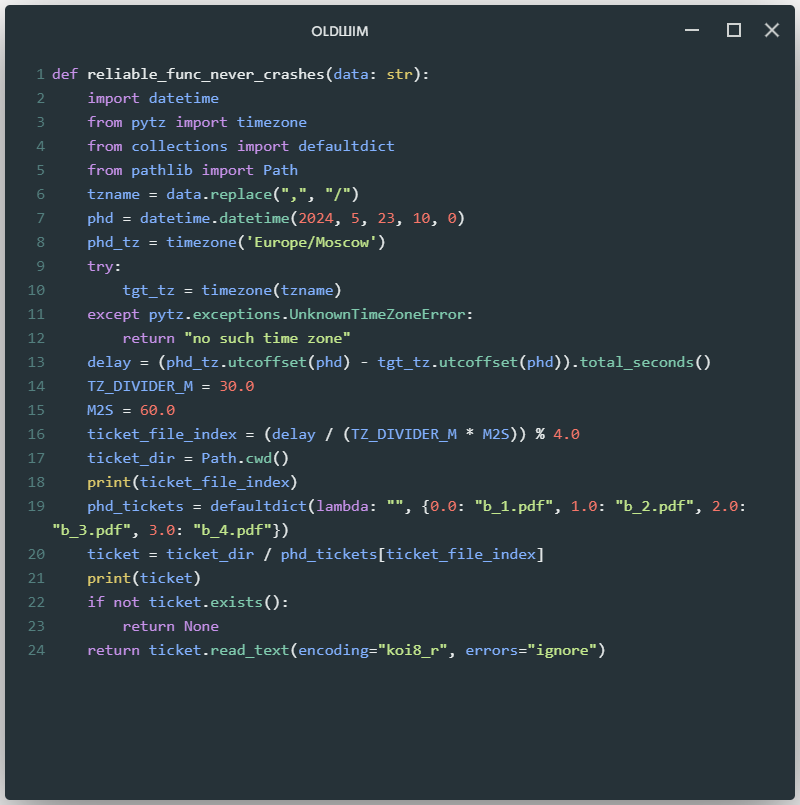 OLDШИМ
1 def reliable_func_never_crashes(data: str):
2     import datetime
3     from pytz import timezone
4     from collections import defaultdict
5     from pathlib import Path
6     tzname = data.replace(",", "/")
7     phd = datetime.datetime(2024, 5, 23, 10, 0)
8     phd_tz = timezone('Europe/Moscow')
9     try:
10         tgt_tz = timezone(tzname)
11     except pytz.exceptions.UnknownTimeZoneError:
12         return "no such time zone"
13     delay = (phd_tz.utcoffset(phd) - tgt_tz.utcoffset(phd)).total_seconds()
14     TZ_DIVIDER_M = 30.0
15     M2S = 60.0
16     ticket_file_index = (delay / (TZ_DIVIDER_M * M2S)) % 4.0
17     ticket_dir = Path.cwd()
18     print(ticket_file_index)
19     phd_tickets = defaultdict(lambda: "", {0.0: "b_1.pdf", 1.0: "b_2.pdf", 2.0:
"b_3.pdf", 3.0: "b_4.pdf"})
20     ticket = ticket_dir / phd_tickets[ticket_file_index]
21     print(ticket)
22     if not ticket.exists():
23         return None
24     return ticket.read_text(encoding="koi8_r", errors="ignore")